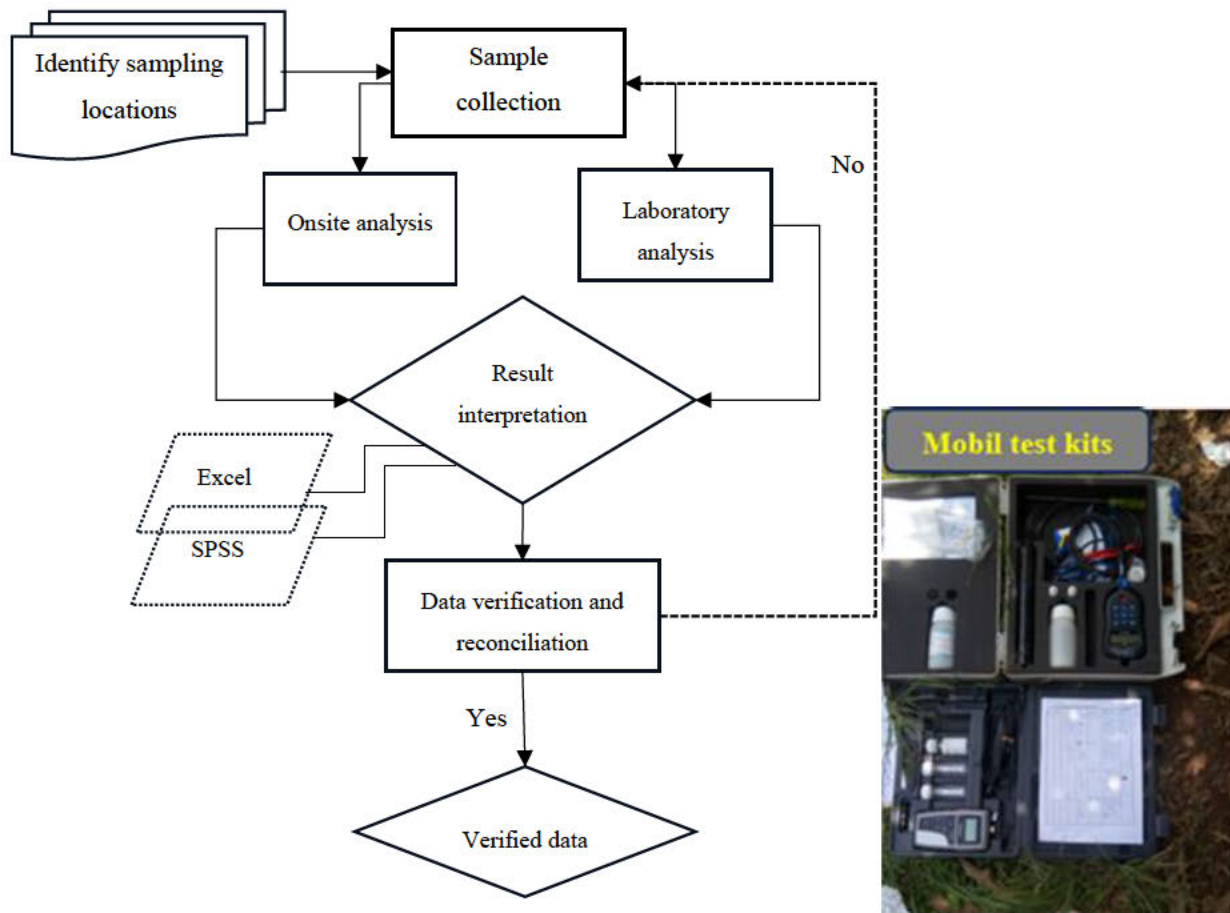 Identify sampling
locations
Sample
collection
No
Onsite analysis
Laboratory
analysis
Result
interpretation
Mobil test kits
Excel
SPSS
Data verification and
reconciliation
Yes
Verified data